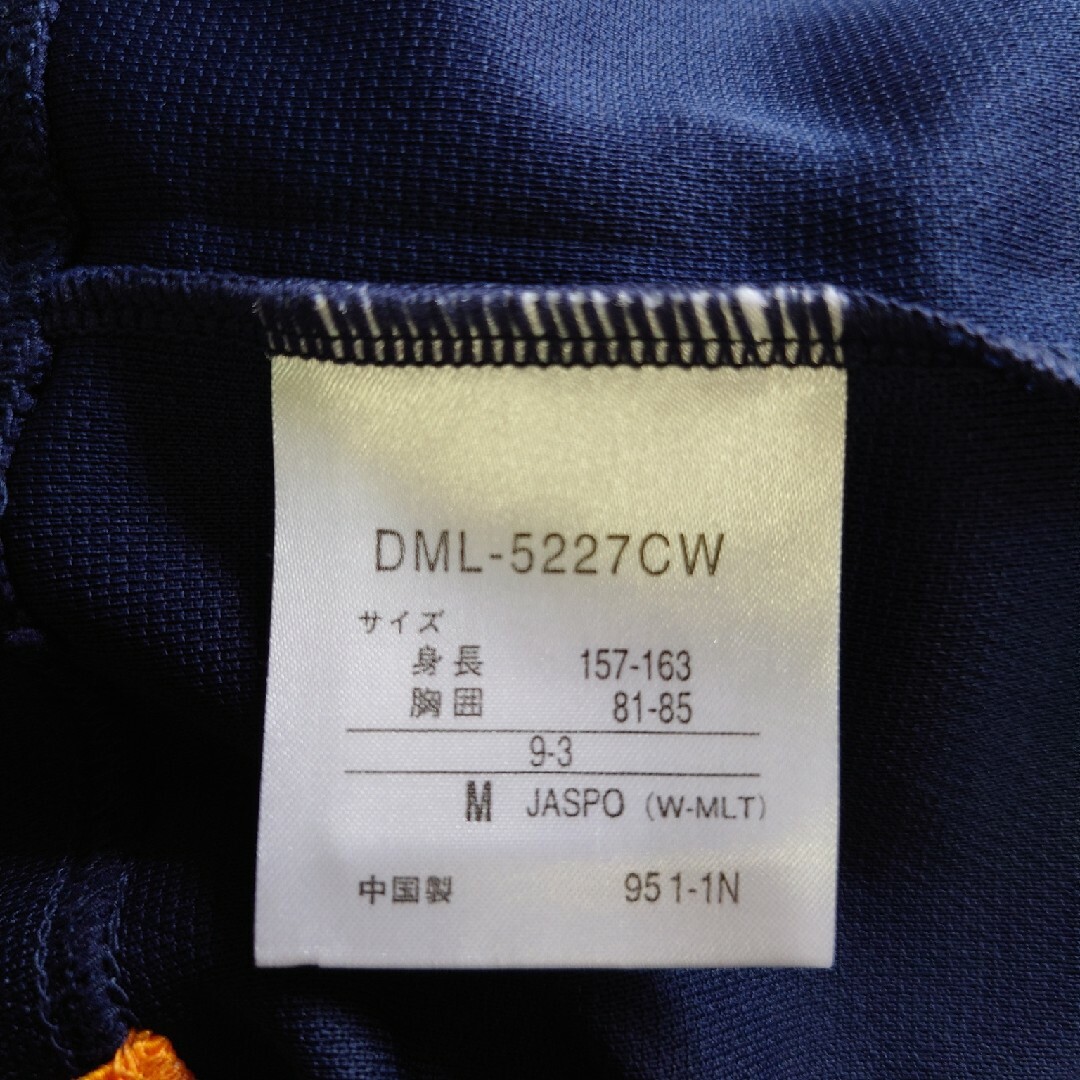 DML-5227CW
サイズ
身長 157-163
胸囲 81-85
9-3
M JASPO (W-MLT)
中国製 951-1N